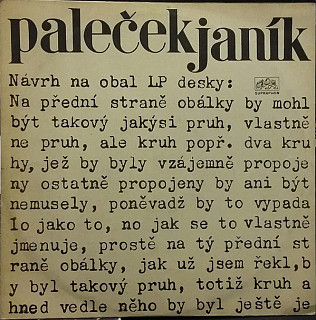 palečekjaník
Návrh na obal LP desky:
SUPRAPHON
Na přední straně obálky by mohl
být takový jakýsi pruh, vlastně
ne pruh, ale kruh popř. dva kru
hy, jež by byly vzájemně propoje
ny ostatně propojeny by ani být
nemusely, poněvadž by to vypada
lo jako to, no jak se to vlastně
jmenuje, prostě na tý přední st
raně obálky, jak už jsem řekl,b
y byl takový pruh, totiž kruh a
hned vedle něho by byl ještě je